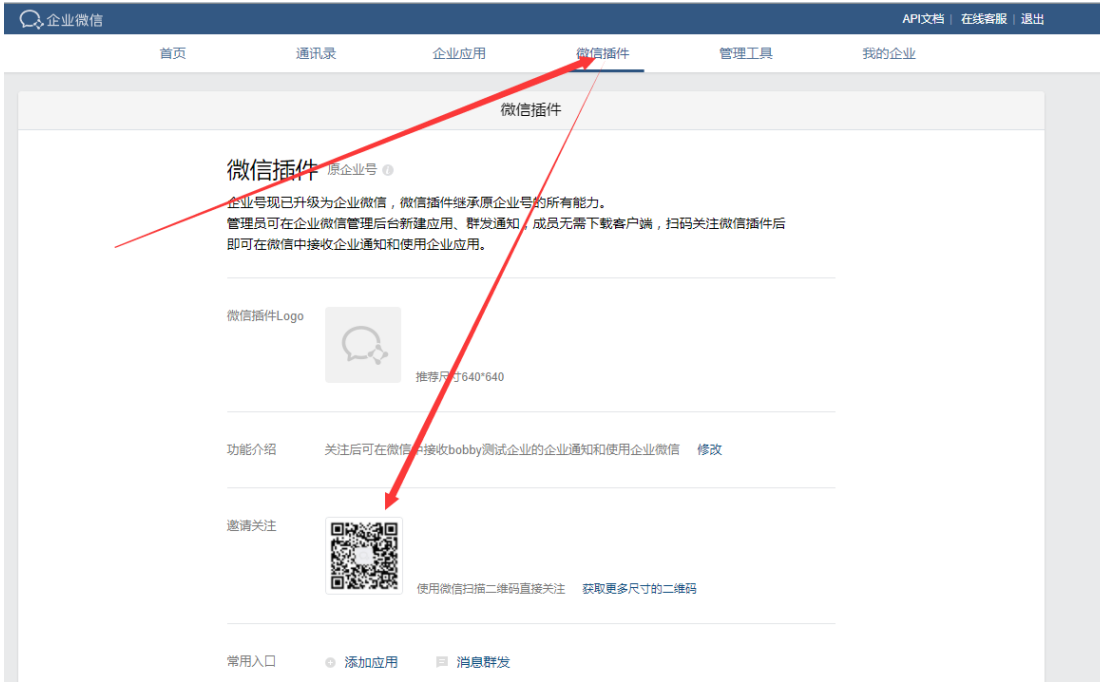 企业微信
API文档 | 在线客服 | 退出
首页 通讯录 企业应用 微信插件 管理工具 我的企业
微信插件
微信插件 原企业号
企业号现已升级为企业微信，微信插件继承原企业号的所有能力。
管理员可在企业微信管理后台新建应用、群发通知，成员无需下载客户端，扫码关注微信插件后
即可在微信中接收企业通知和使用企业应用。
微信插件Logo
推荐尺寸640*640
功能介绍 关注后可在微信中接收bobby测试企业的企业通知和使用企业微信 修改
邀请关注
使用微信扫描二维码直接关注 获取更多尺寸的二维码
常用入口 添加应用 消息群发